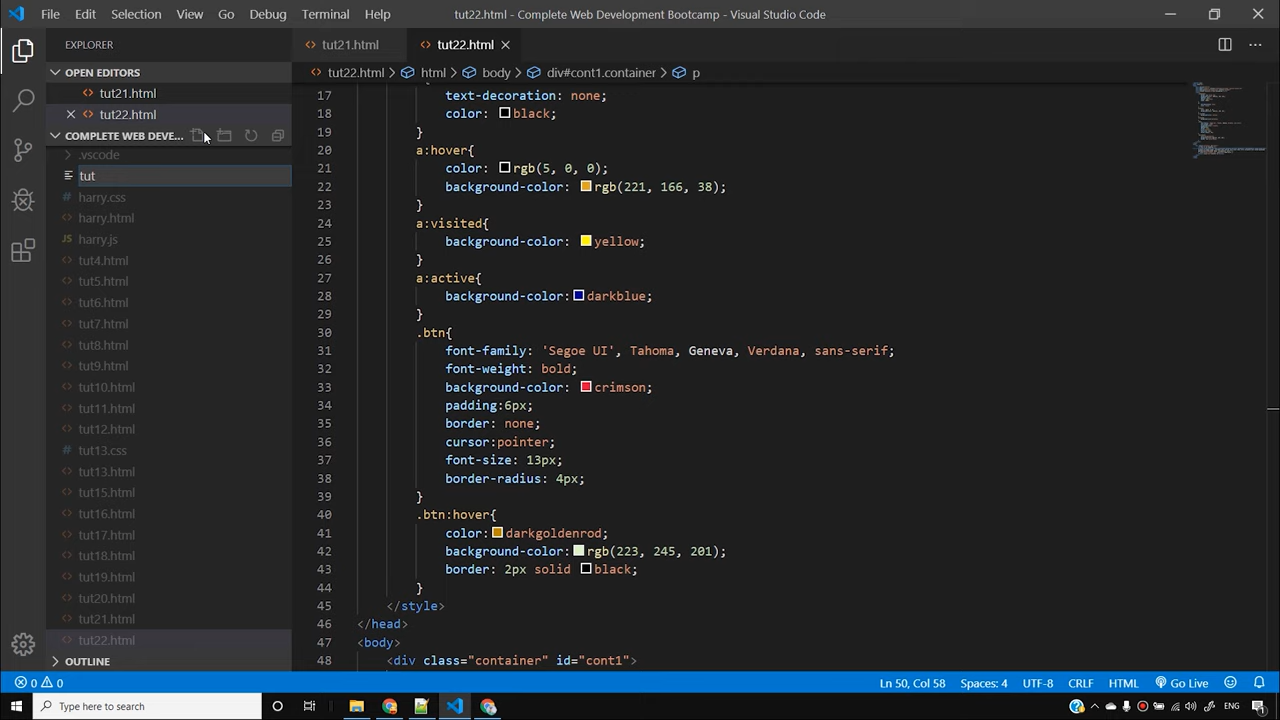 File Edit Selection View Go Debug Terminal Help
tut22.html - Complete Web Development Bootcamp - Visual Studio Code
EXPLORER
tut21.html
tut22.html
OPEN EDITORS
tut21.html
tut22.html
COMPLETE WEB DEVE...
.vscode
tut
harry.css
harry.html
harry.js
tut4.html
tut5.html
tut6.html
tut7.html
tut8.html
tut9.html
tut10.html
tut11.html
tut12.html
tut13.css
tut13.html
tut15.html
tut16.html
tut17.html
tut18.html
tut19.html
tut20.html
tut21.html
tut22.html
OUTLINE
tut22.html > html > body > div#cont1.container > p
17 text-decoration: none;
18 color: black;
19 }
20 a:hover{
21 color: rgb(5, 0, 0);
22 background-color: rgb(221, 166, 38);
23 }
24 a:visited{
25 background-color: yellow;
26 }
27 a:active{
28 background-color: darkblue;
29 }
30 .btn{
31 font-family: 'Segoe UI', Tahoma, Geneva, Verdana, sans-serif;
32 font-weight: bold;
33 background-color: crimson;
34 padding:6px;
35 border: none;
36 cursor:pointer;
37 font-size: 13px;
38 border-radius: 4px;
39 }
40 .btn:hover{
41 color: darkgoldenrod;
42 background-color: rgb(223, 245, 201);
43 border: 2px solid black;
44 }
45 </style>
46 </head>
47 <body>
48 <div class="container" id="cont1">
0 0
Ln 50, Col 58 Spaces: 4 UTF-8 CRLF HTML Go Live
Type here to search
ENG